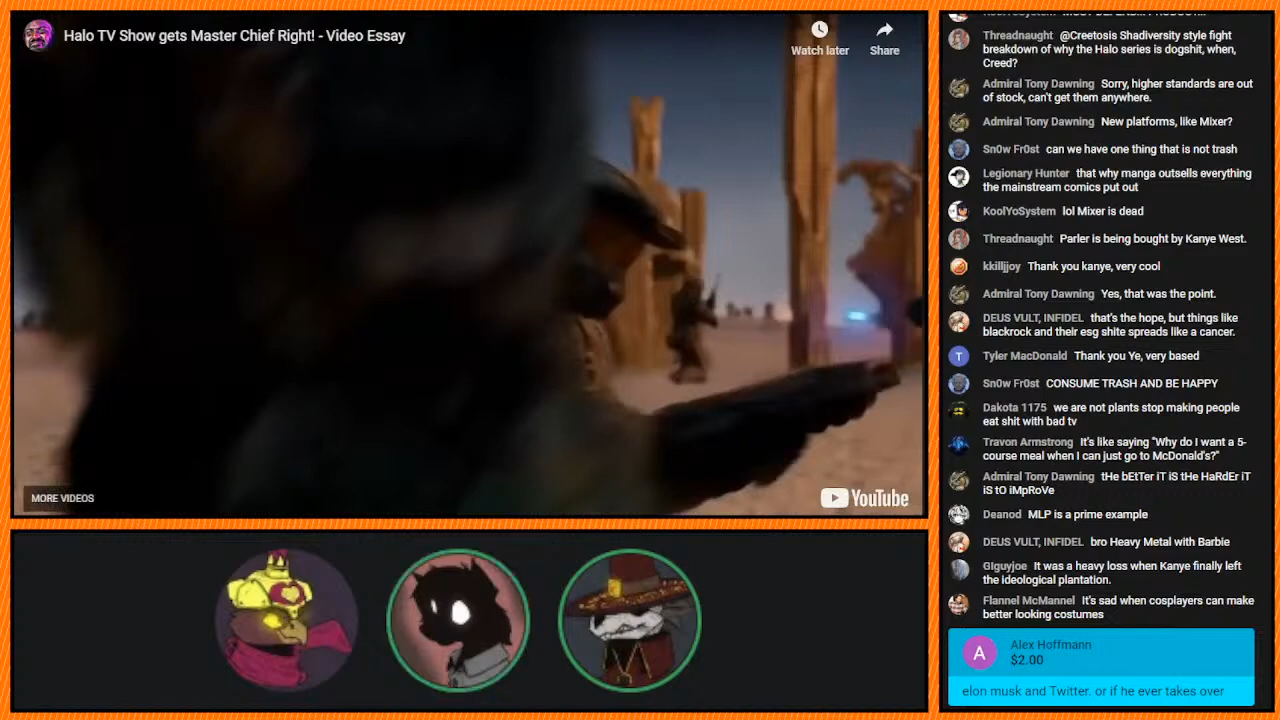 Halo TV Show gets Master Chief Right! - Video Essay
Watch later
Share
MORE VIDEOS
YouTube
Threadnaught @Creetosis Shadiversity style fight
breakdown of why the Halo series is dogshit, when,
Creed?
Admiral Tony Dawning Sorry, higher standards are out
of stock, can't get them anywhere.
Admiral Tony Dawning New platforms, like Mixer?
Sn0w Fr0st can we have one thing that is not trash
Legionary Hunter that why manga outsells everything
the mainstream comics put out
KoolYoSystem lol Mixer is dead
Threadnaught Parler is being bought by Kanye West.
kkilljjoy Thank you kanye, very cool
Admiral Tony Dawning Yes, that was the point.
DEUS VULT, INFIDEL that's the hope, but things like
blackrock and their esg shite spreads like a cancer.
T
Tyler MacDonald Thank you Ye, very based
Sn0w Fr0st CONSUME TRASH AND BE HAPPY
Dakota 1175 we are not plants stop making people
eat shit with bad tv
Travon Armstrong It's like saying "Why do I want a 5-
course meal when I can just go to McDonald's?"
Admiral Tony Dawning tHe bEtTer iT iS tHe HaRdEr iT
iS tO iMpRoVe
Deanod MLP is a prime example
DEUS VULT, INFIDEL bro Heavy Metal with Barbie
GIguyjoe It was a heavy loss when Kanye finally left
the ideological plantation.
Flannel McMannel It's sad when cosplayers can make
better looking costumes
A
Alex Hoffmann
$2.00
elon musk and Twitter. or if he ever takes over